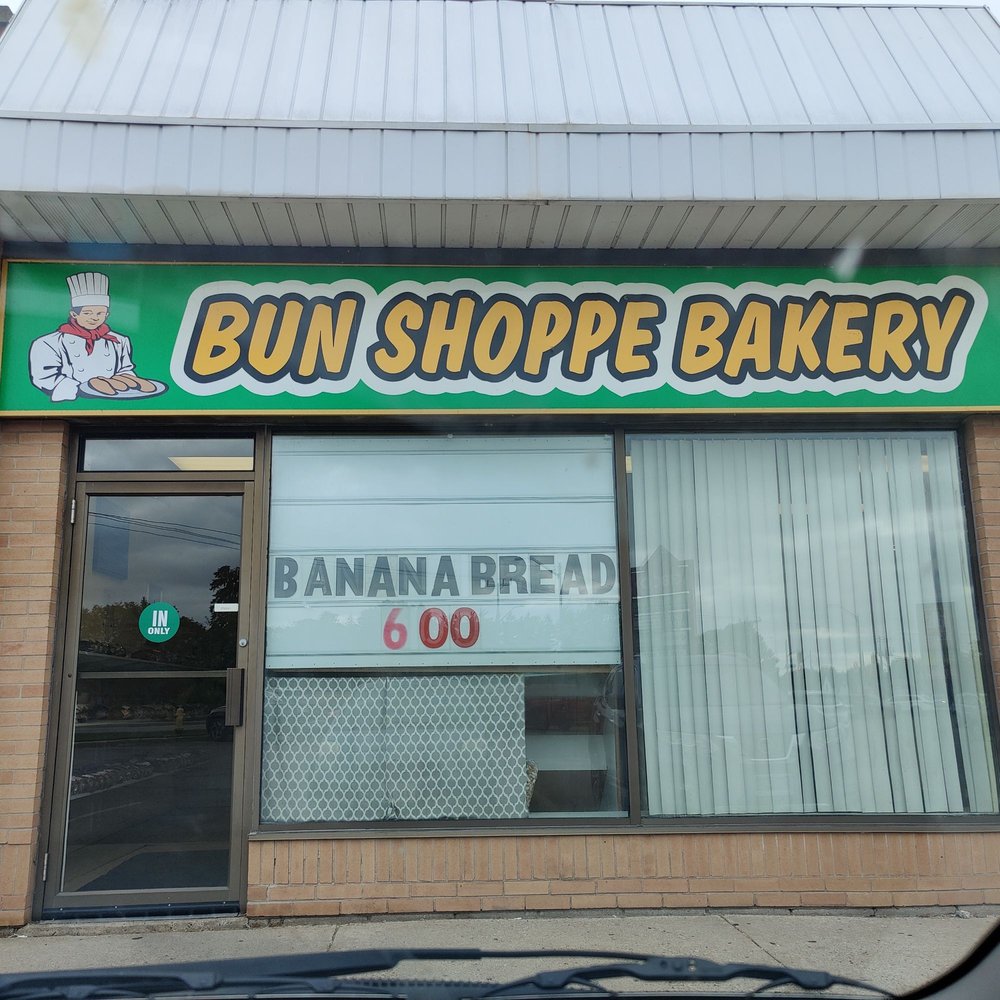 BUN SHOPPE BAKERY
BANANA BREAD
6 00
IN
ONLY